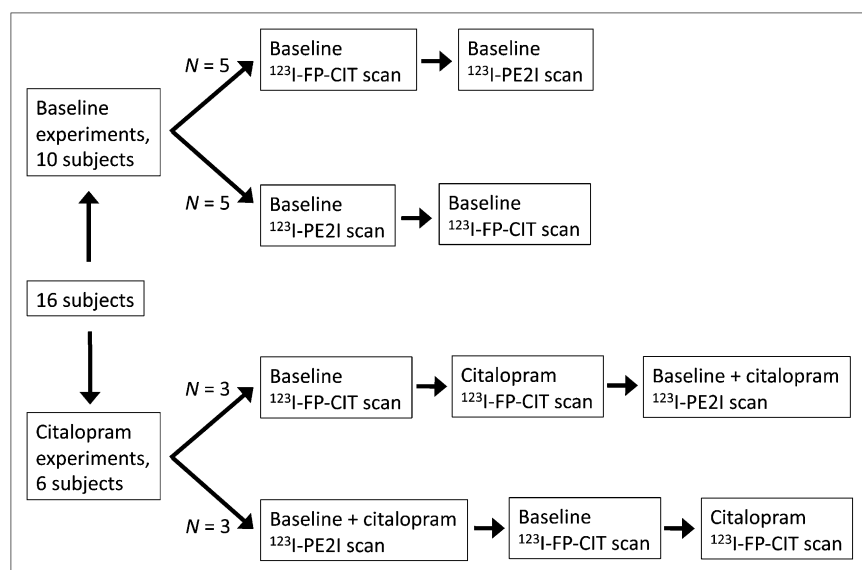 N = 5
Baseline
¹²³I-FP-CIT scan
Baseline
¹²³I-PE2I scan
Baseline
experiments,
10 subjects
N = 5
Baseline
¹²³I-PE2I scan
Baseline
¹²³I-FP-CIT scan
16 subjects
N = 3
Baseline
¹²³I-FP-CIT scan
Citalopram
¹²³I-FP-CIT scan
Baseline + citalopram
¹²³I-PE2I scan
Citalopram
experiments,
6 subjects
N = 3
Baseline + citalopram
¹²³I-PE2I scan
Baseline
¹²³I-FP-CIT scan
Citalopram
¹²³I-FP-CIT scan